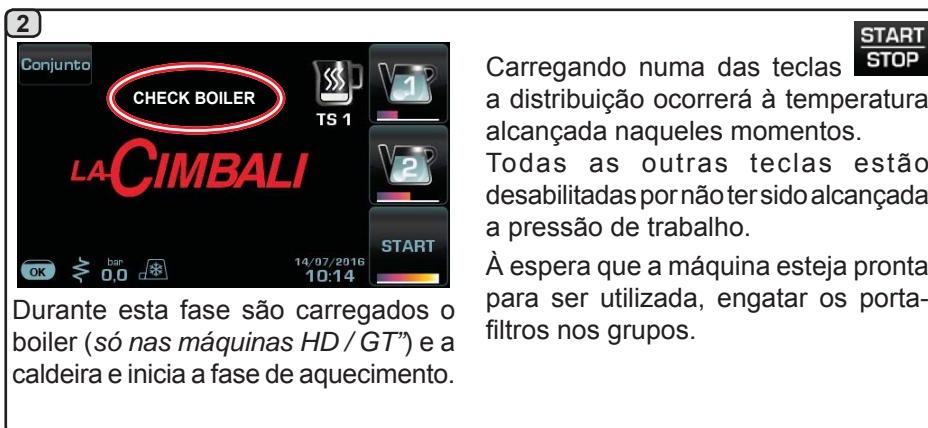 2
Conjunto
CHECK BOILER
TS 1
1
LA CIMBALI
2
START
OK
bar
0,0
14/07/2016
10:14
Durante esta fase são carregados o
boiler (só nas máquinas HD / GT”) e a
caldeira e inicia a fase de aquecimento.
START
STOP
Carregando numa das teclas
a distribuição ocorrerá à temperatura
alcançada naqueles momentos.
Todas as outras teclas estão
desabilitadas por não ter sido alcançada
a pressão de trabalho.
À espera que a máquina esteja pronta
para ser utilizada, engatar os porta-
filtros nos grupos.